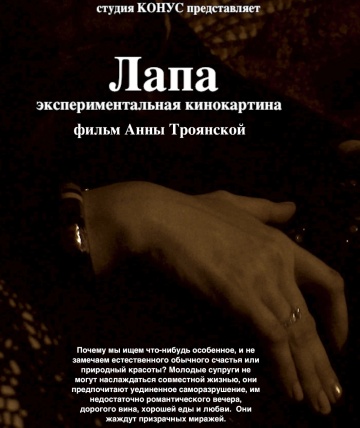 студия КОНУС представляет
Лапа
экспериментальная кинокартина
фильм Анны Троянской
Почему мы ищем что-нибудь особенное, и не
замечаем естественного обычного счастья или
природный красоты? Молодые супруги не
могут наслаждаться совместной жизнью, они
предпочитают уединенное саморазрушение, им
недостаточно романтического вечера,
дорогого вина, хорошей еды и любви. Они
жаждут призрачных миражей.